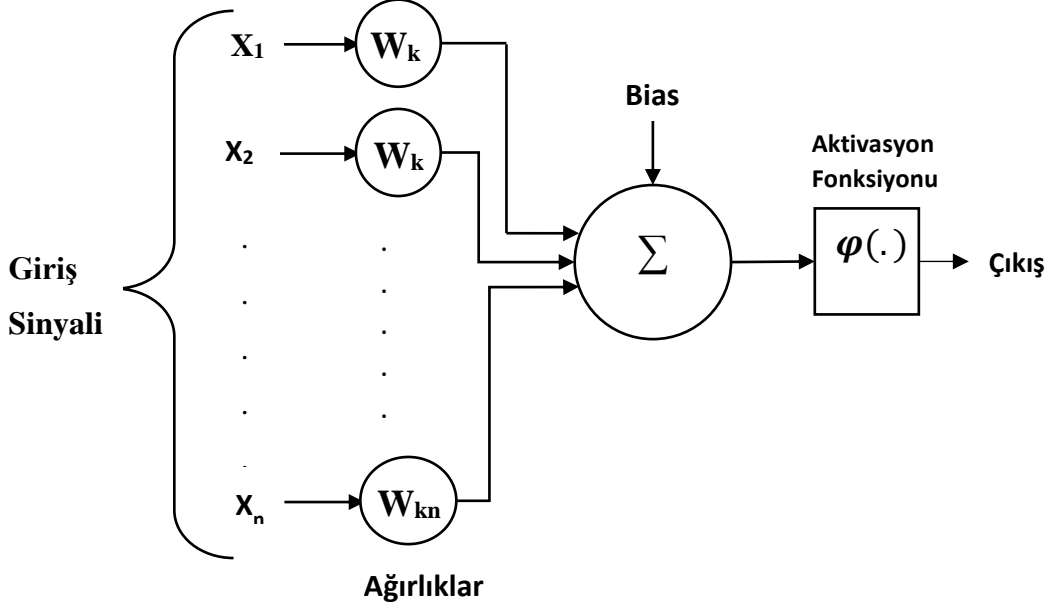 X₁
Wₖ
Bias
X₂
Wₖ
Aktivasyon
Fonksiyonu
∑
φ(.)
Çıkış
Giriş
Sinyali
Xₙ
Wₖₙ
Ağırlıklar